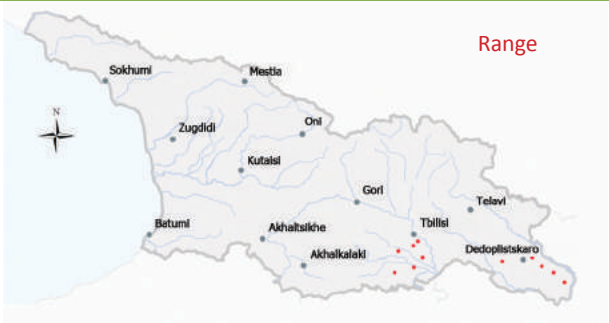 Range
Sokhumi
Mestia
N
Oni
Zugdidi
Kutaisi
Gori
Telavi
Batumi
Akhaltsikhe
Tbilisi
Akhalkalaki
Dedoplistskaro